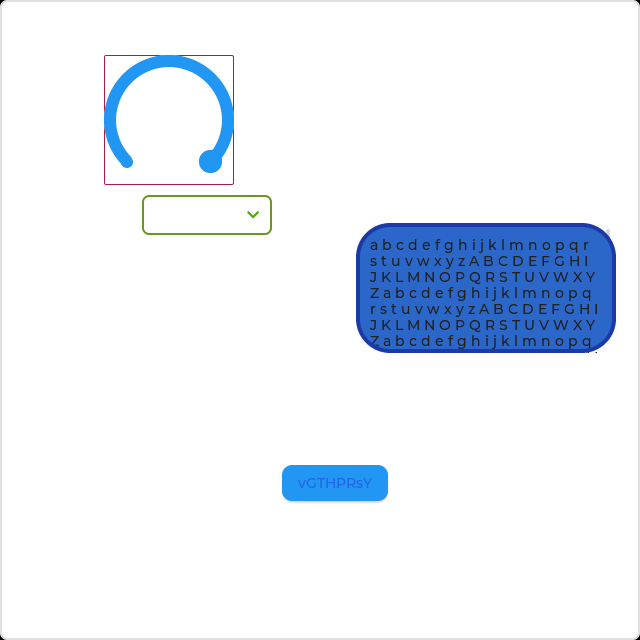 a b c d e f g h i j k l m n o p q r
s t u v w x y z A B C D E F G H I
J K L M N O P Q R S T U V W X Y
Z a b c d e f g h i j k l m n o p q
r s t u v w x y z A B C D E F G H I
J K L M N O P Q R S T U V W X Y
Z a b c d e f g h i j k l m n o p q
vGTHPRsY